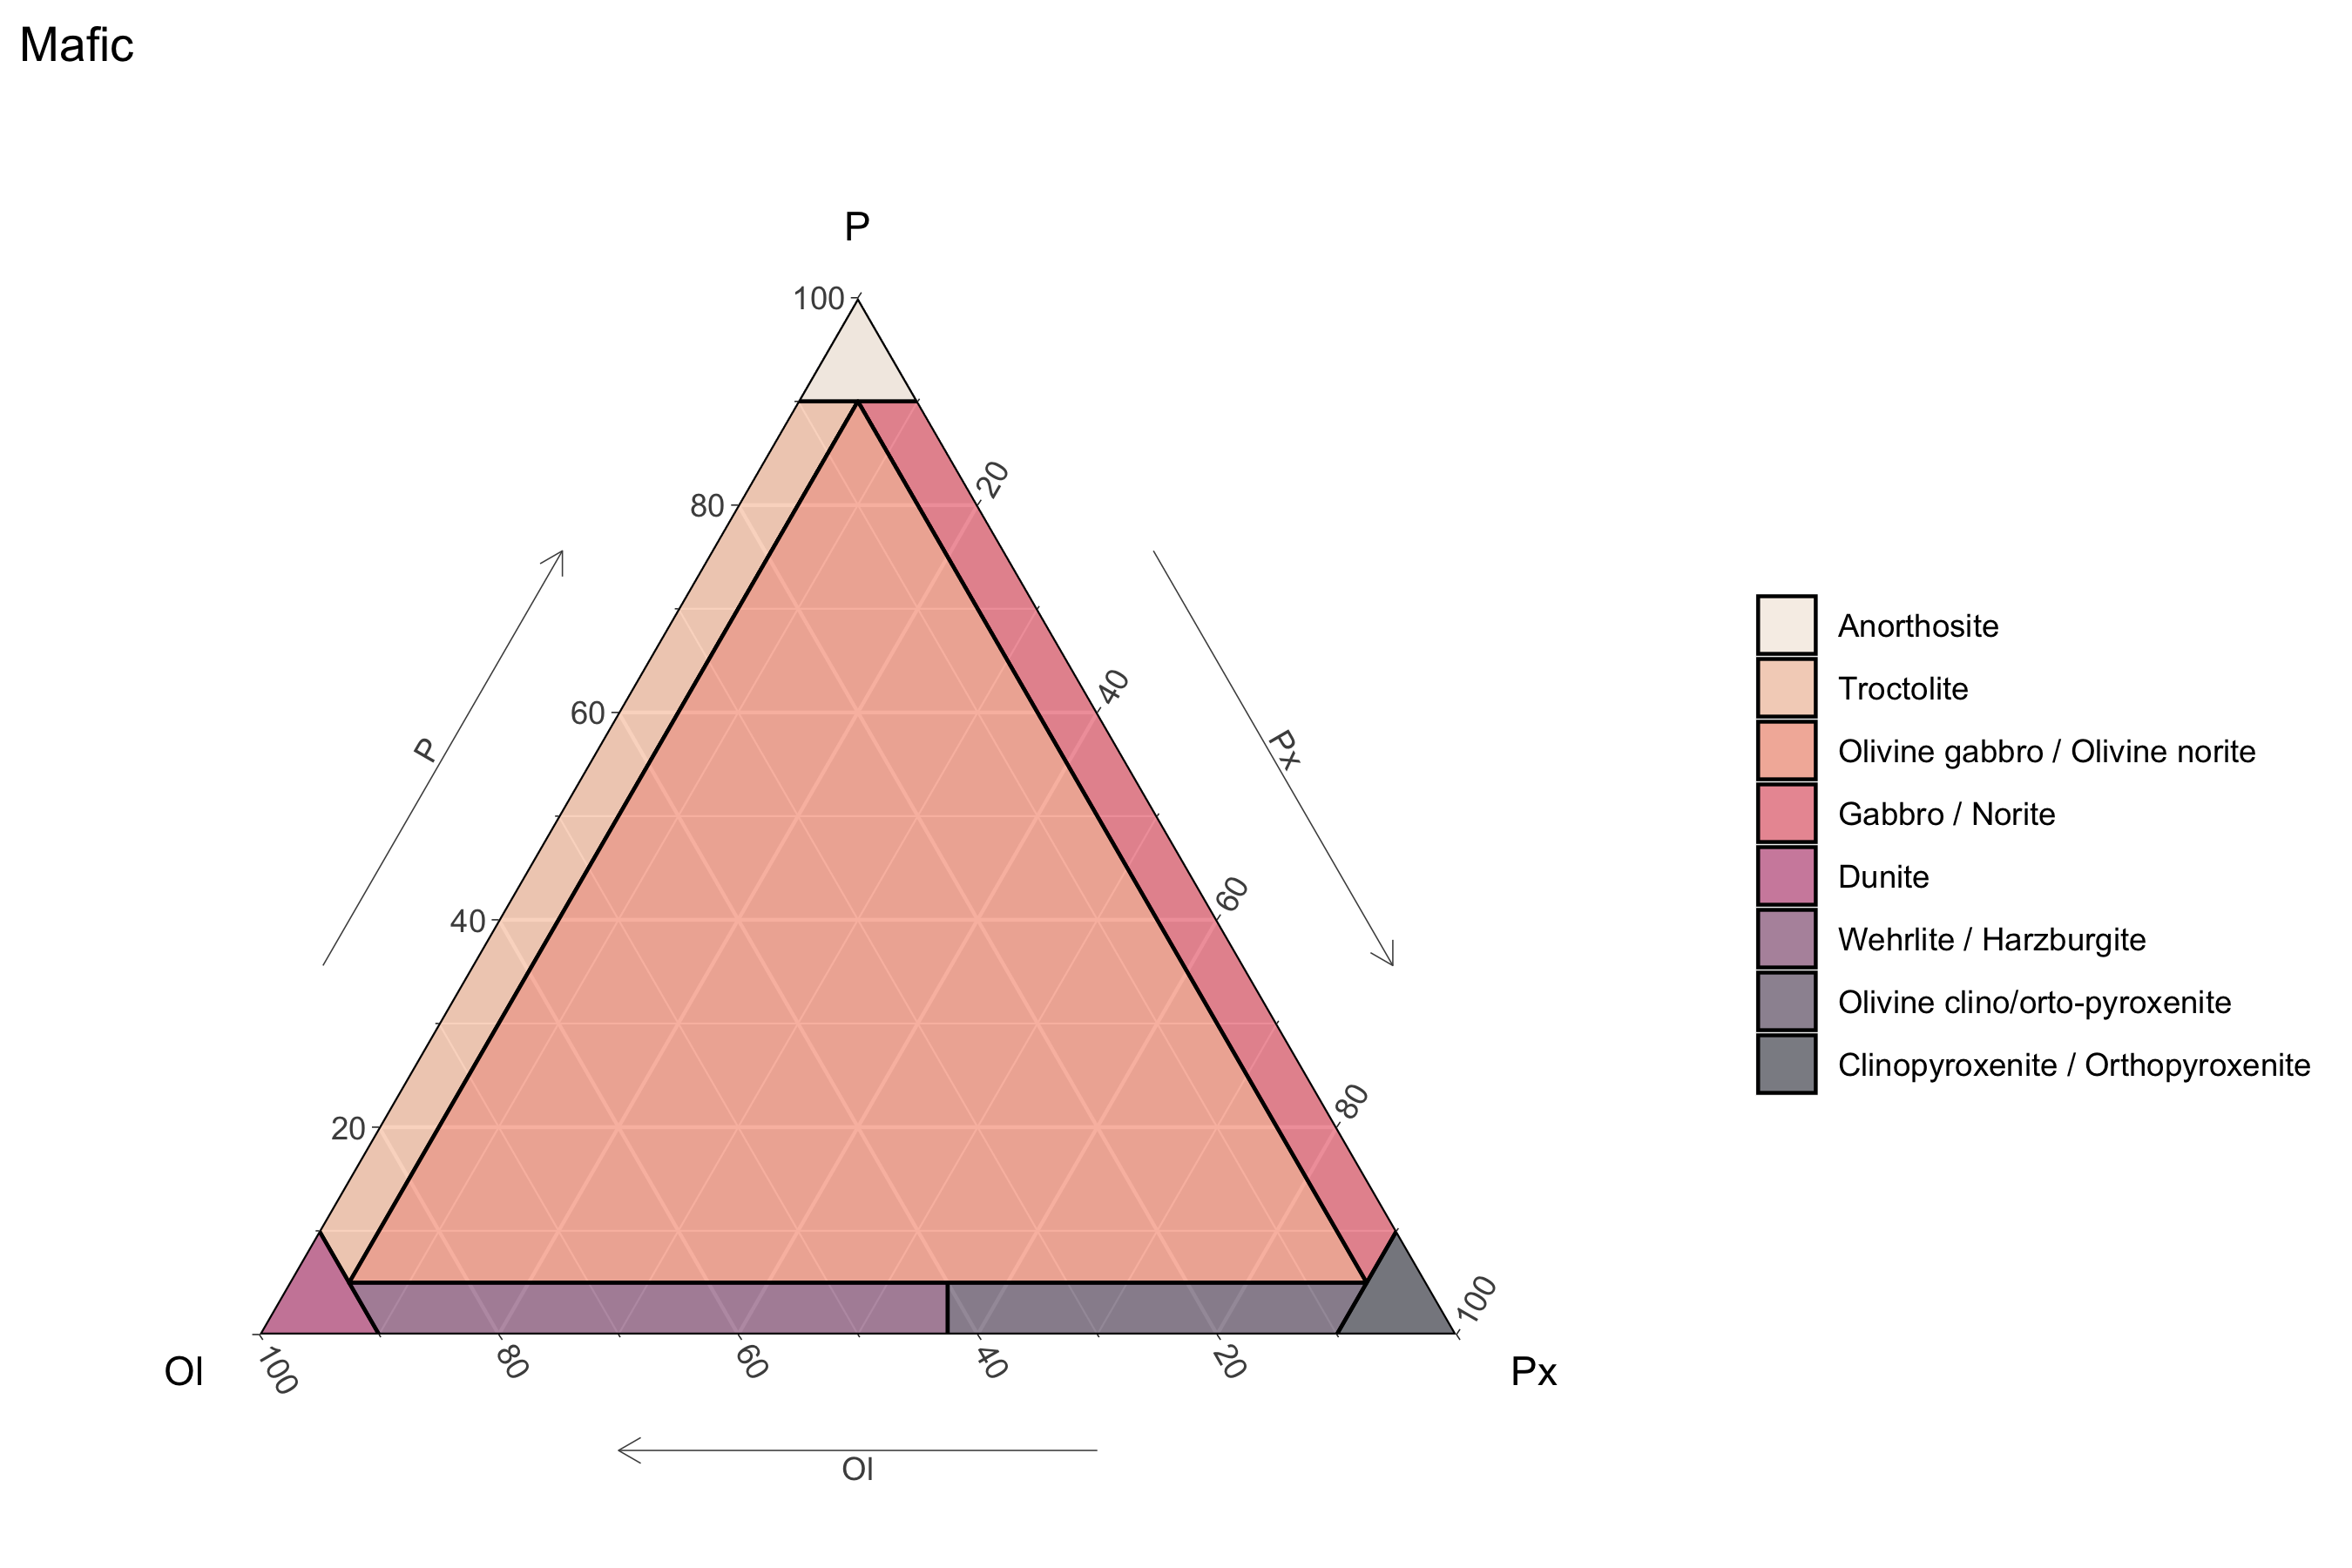 Mafic
P
100
80
60
40
20
20
40
60
80
100
P
Px
Ol
Px
100
80
60
40
20
Ol
Anorthosite
Troctolite
Olivine gabbro / Olivine norite
Gabbro / Norite
Dunite
Wehrlite / Harzburgite
Olivine clino/orto-pyroxenite
Clinopyroxenite / Orthopyroxenite